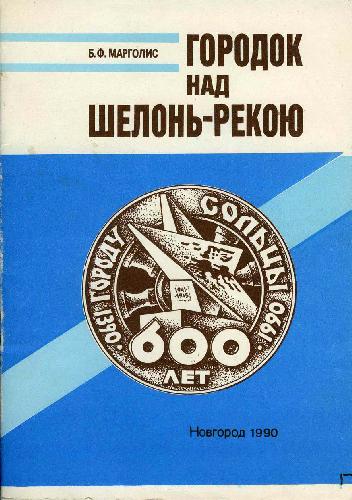 Б.Ф. МАРГОЛИС
ГОРОДОК
НАД
ШЕЛОНЬ-РЕКОЮ
1390 · ГОРОДУ СОЛЬЦЫ 1990
600
ЛЕТ
Новгород 1990